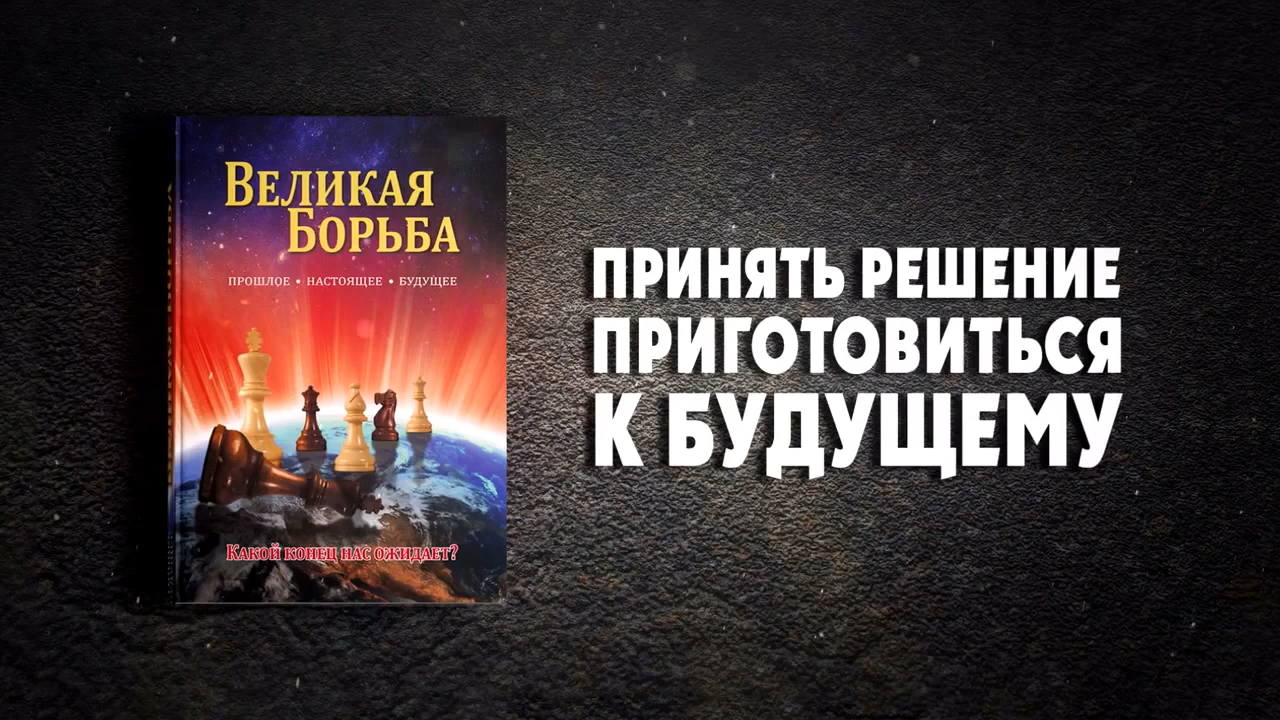 Великая
Борьба
ПРОШЛОЕ • НАСТОЯЩЕЕ • БУДУЩЕЕ
Какой конец нас ожидает?
ПРИНЯТЬ РЕШЕНИЕ
ПРИГОТОВИТЬСЯ
К БУДУЩЕМУ